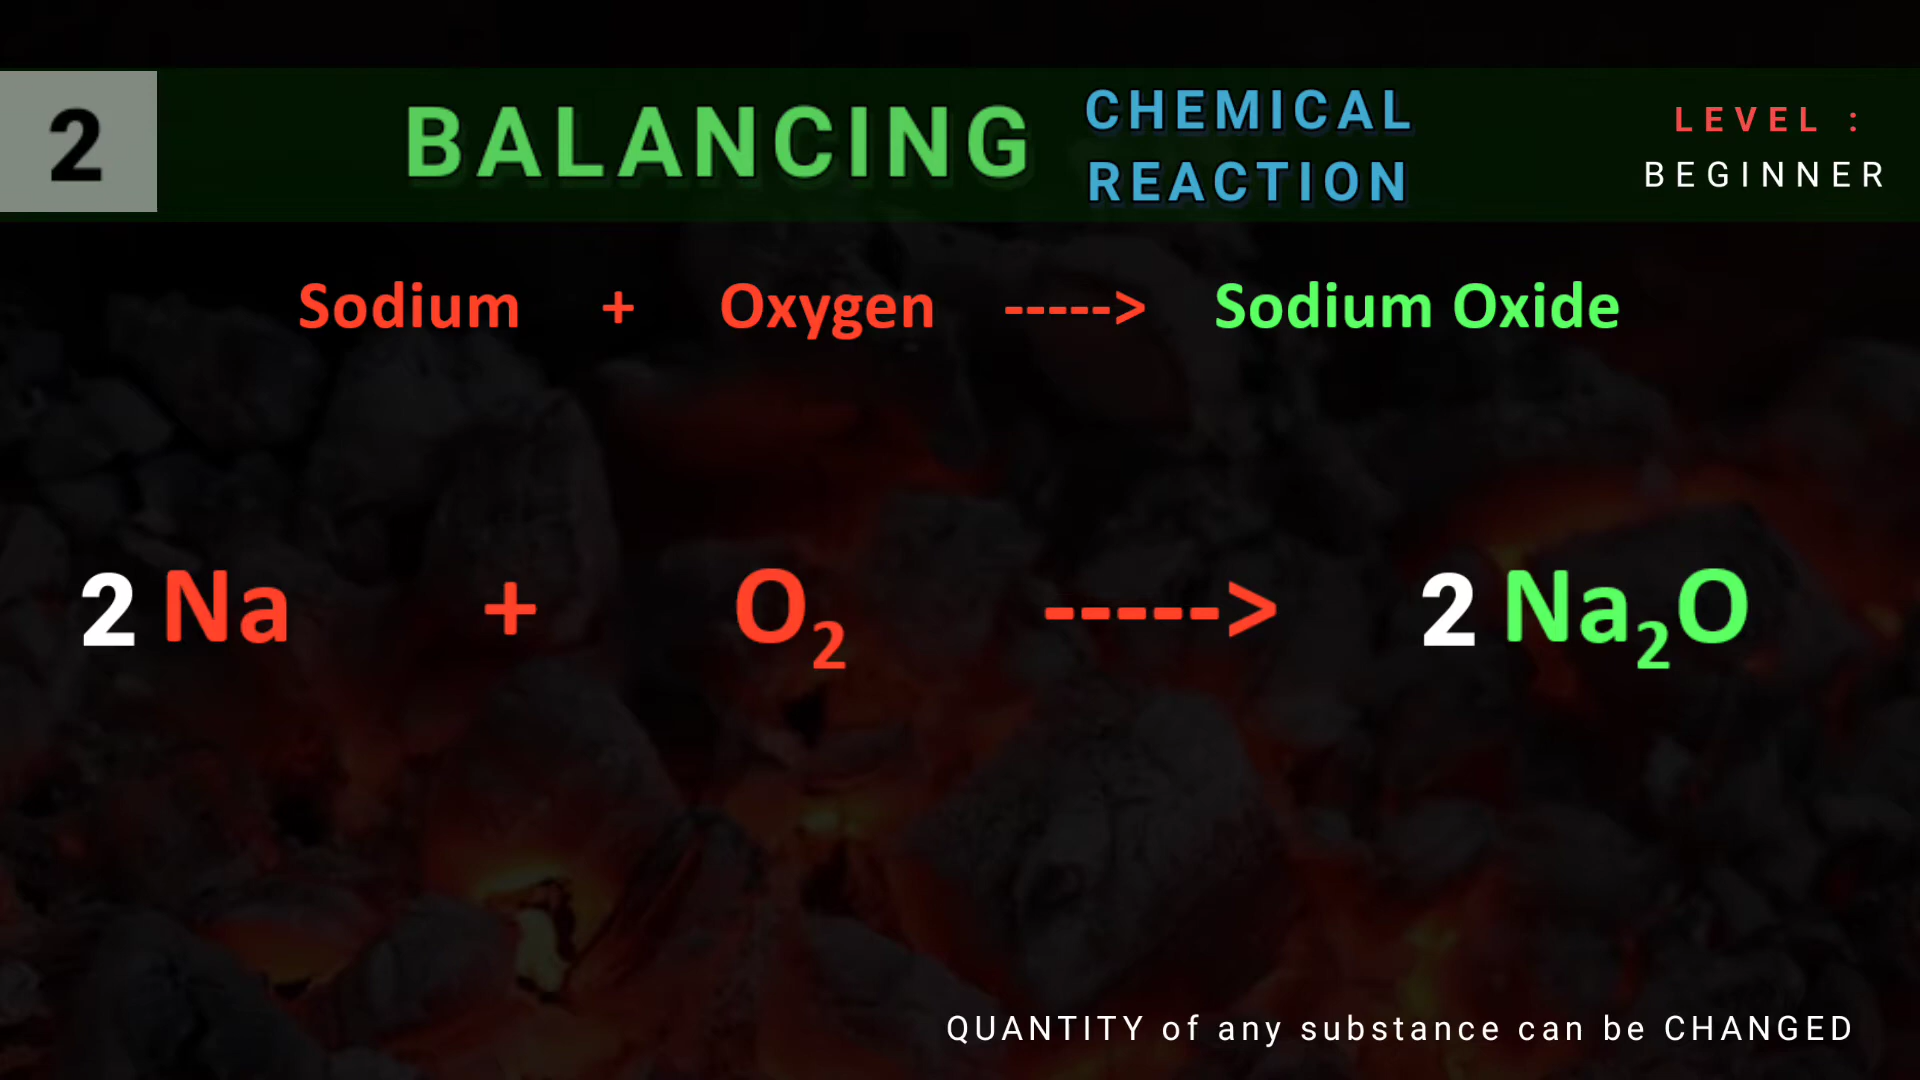 2
BALANCING
CHEMICAL
REACTION
LEVEL :
BEGINNER
Sodium + Oxygen -----> Sodium Oxide
2 Na + O₂ -----> 2 Na₂O
QUANTITY of any substance can be CHANGED